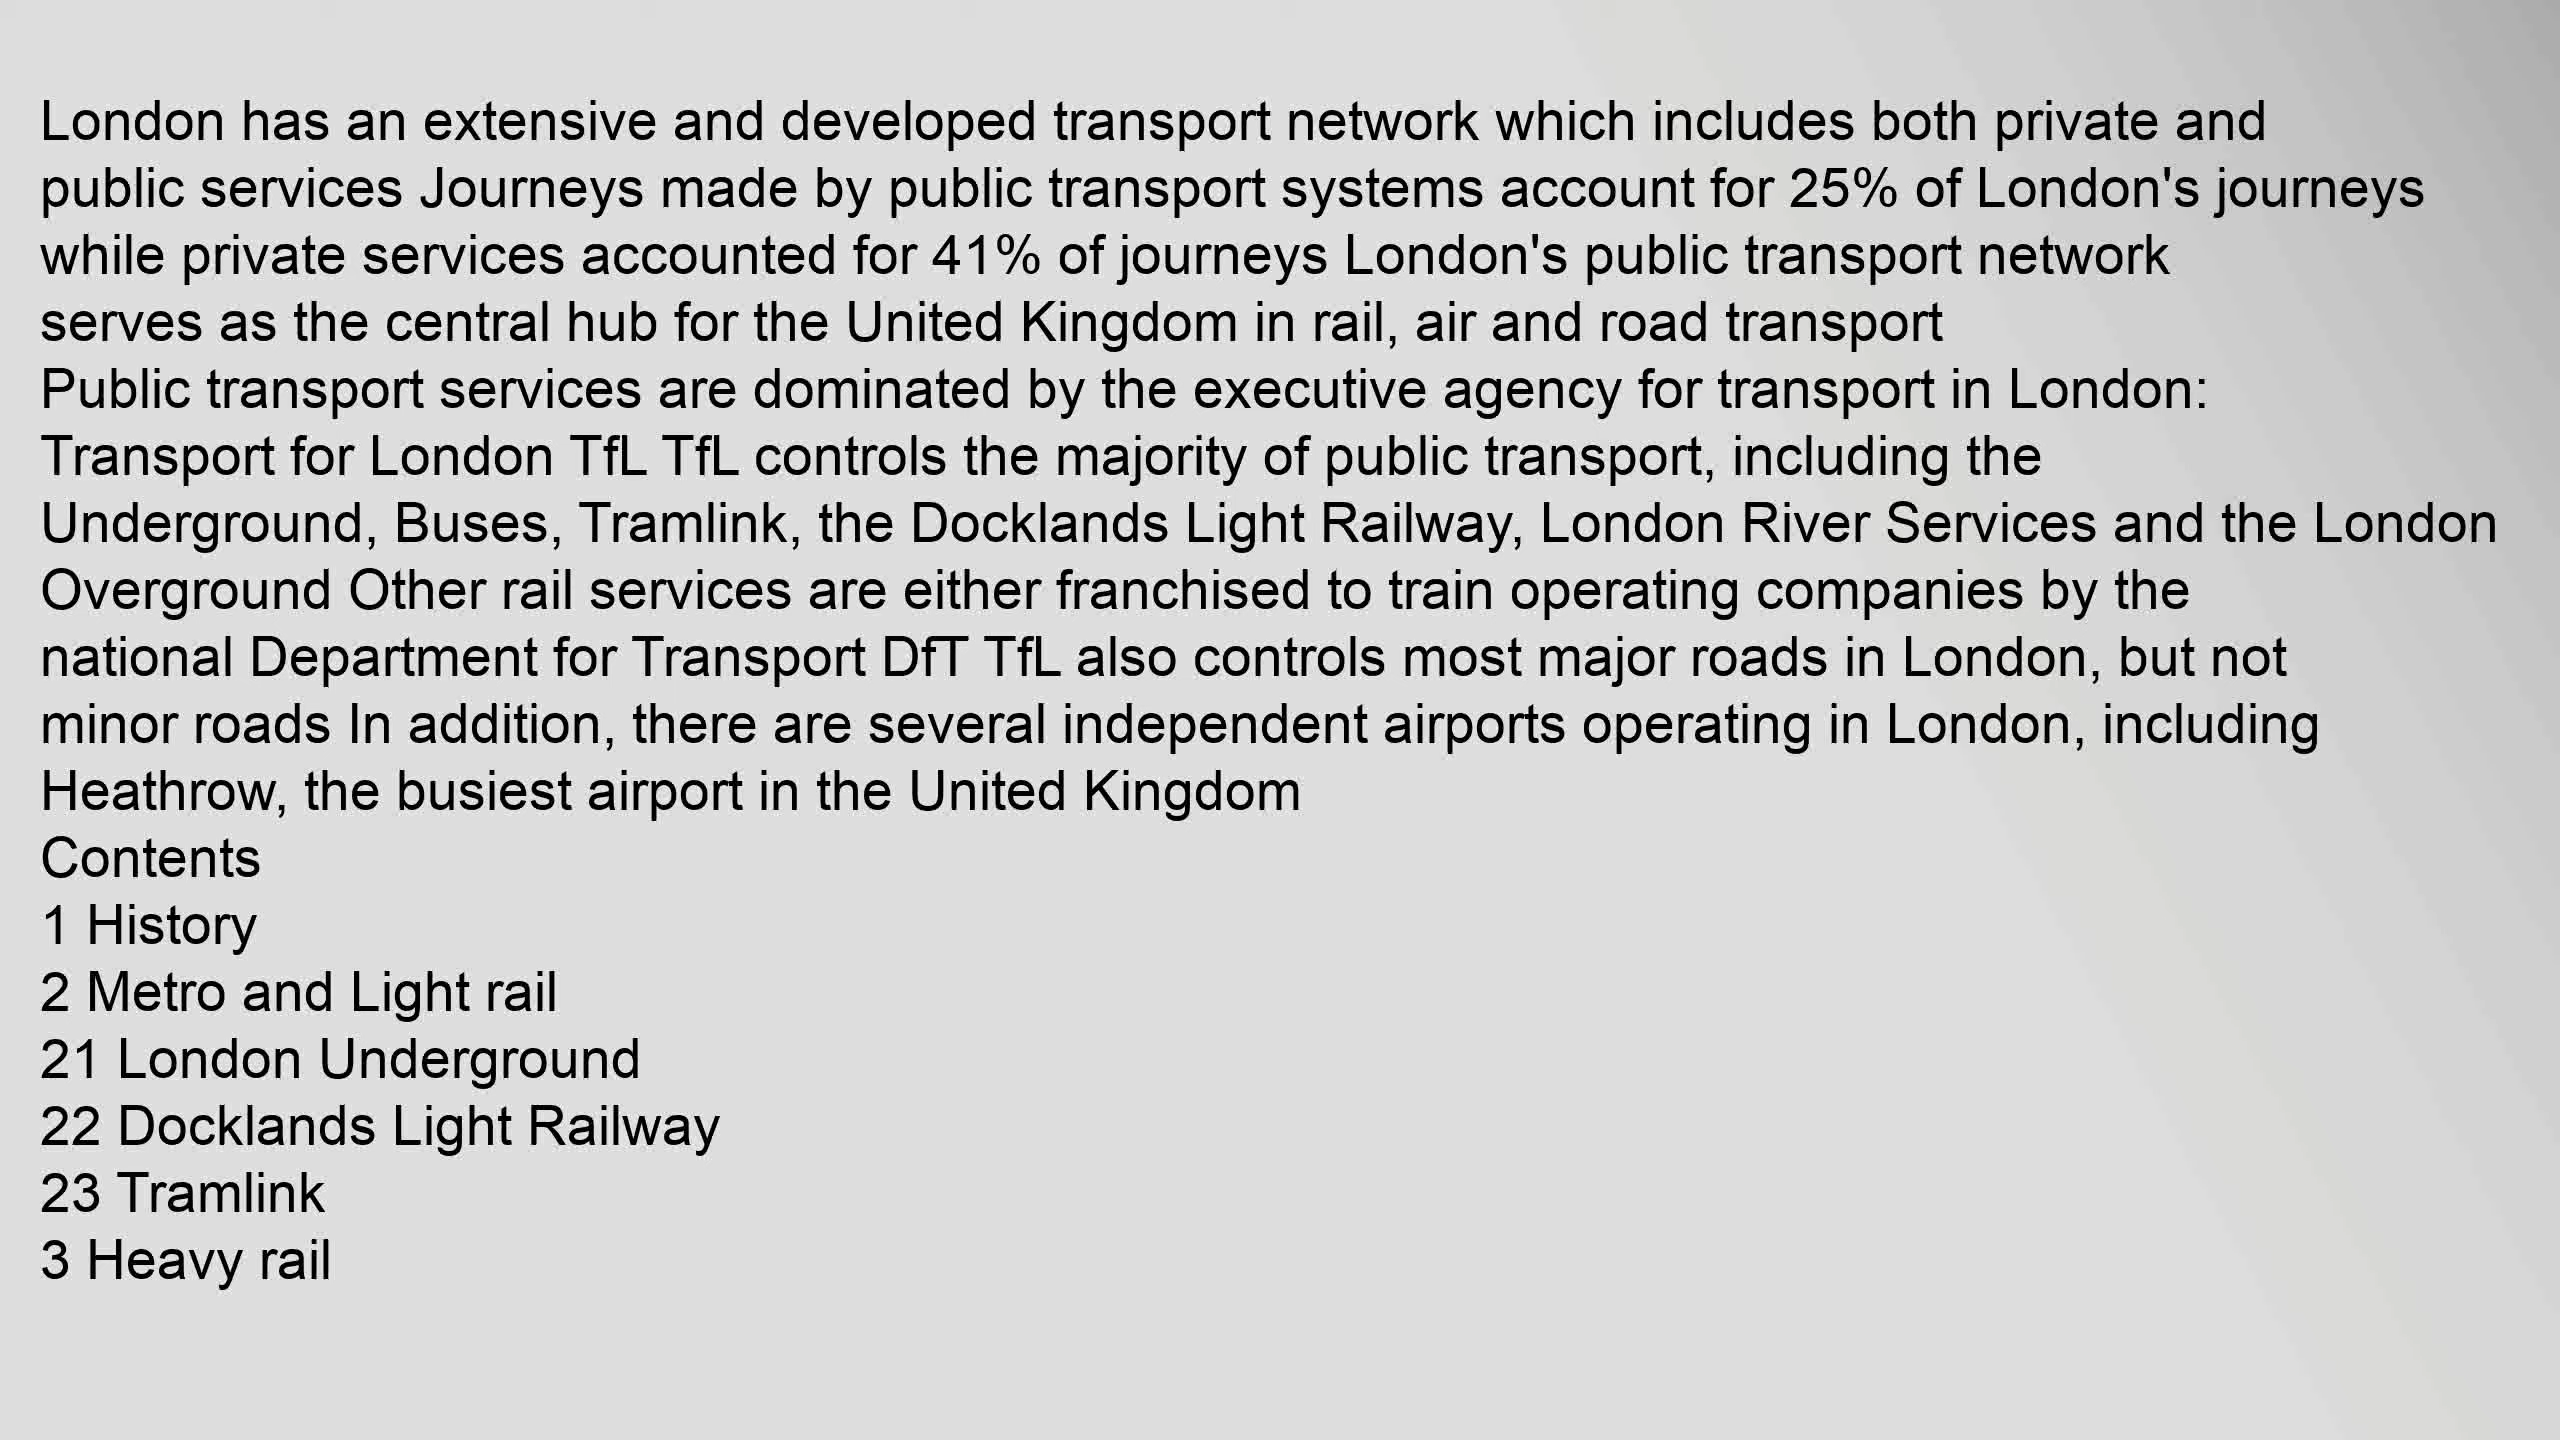 London has an extensive and developed transport network which includes both private and
public services Journeys made by public transport systems account for 25% of London's journeys
while private services accounted for 41% of journeys London's public transport network
serves as the central hub for the United Kingdom in rail, air and road transport
Public transport services are dominated by the executive agency for transport in London:
Transport for London TfL TfL controls the majority of public transport, including the
Underground, Buses, Tramlink, the Docklands Light Railway, London River Services and the London
Overground Other rail services are either franchised to train operating companies by the
national Department for Transport DfT TfL also controls most major roads in London, but not
minor roads In addition, there are several independent airports operating in London, including
Heathrow, the busiest airport in the United Kingdom
Contents
1 History
2 Metro and Light rail
21 London Underground
22 Docklands Light Railway
23 Tramlink
3 Heavy rail